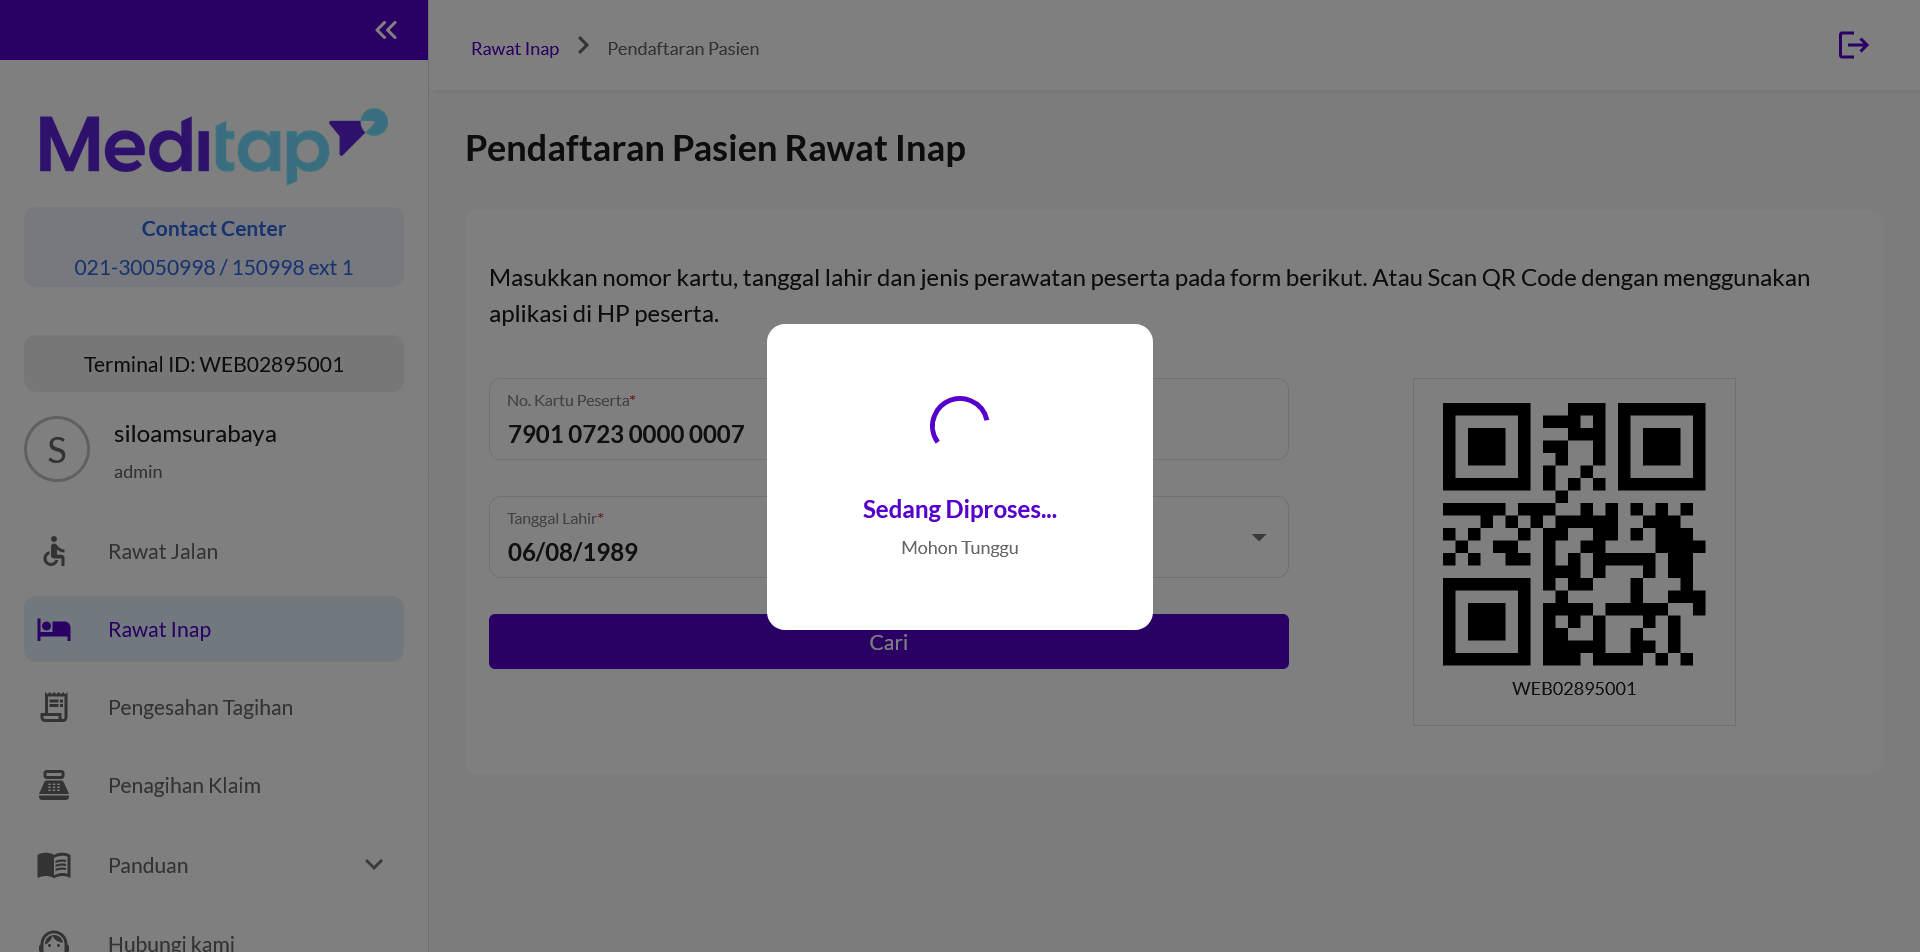 Meditap
Contact Center
021-30050998 / 150998 ext 1
Terminal ID: WEB02895001
S
siloamsurabaya
admin
Rawat Jalan
Rawat Inap
Pengesahan Tagihan
Penagihan Klaim
Panduan
Hubungi kami
Rawat Inap
Pendaftaran Pasien
Pendaftaran Pasien Rawat Inap
Masukkan nomor kartu, tanggal lahir dan jenis perawatan peserta pada form berikut. Atau Scan QR Code dengan menggunakan
aplikasi di HP peserta.
No. Kartu Peserta*
7901 0723 0000 0007
Tanggal Lahir*
06/08/1989
Cari
Sedang Diproses...
Mohon Tunggu
WEB02895001